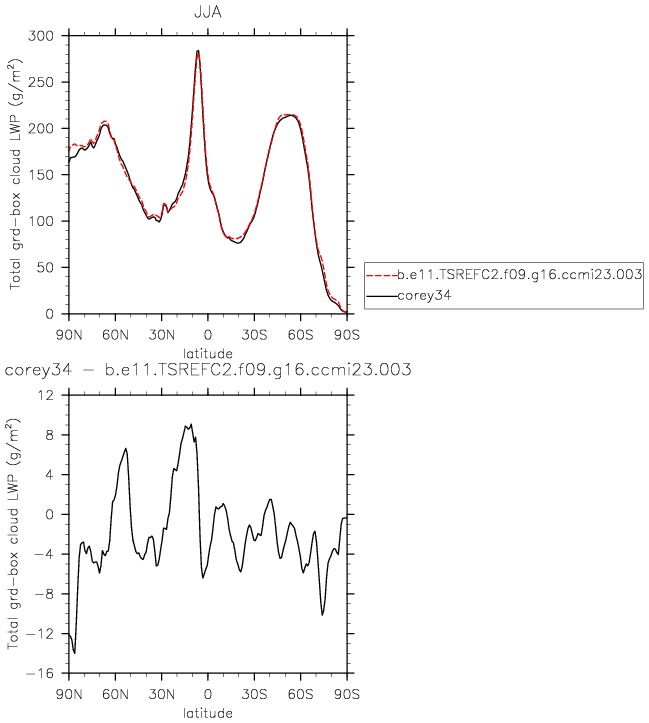 JJA
Total grd-box cloud LWP (g/m²)
300
250
200
150
100
50
0
90N 60N 30N 0 30S 60S 90S
latitude
b.e11.TSREFC2.f09.g16.ccmi23.003
corey34
corey34 - b.e11.TSREFC2.f09.g16.ccmi23.003
Total grd-box cloud LWP (g/m²)
12
8
4
0
-4
-8
-12
-16
90N 60N 30N 0 30S 60S 90S
latitude